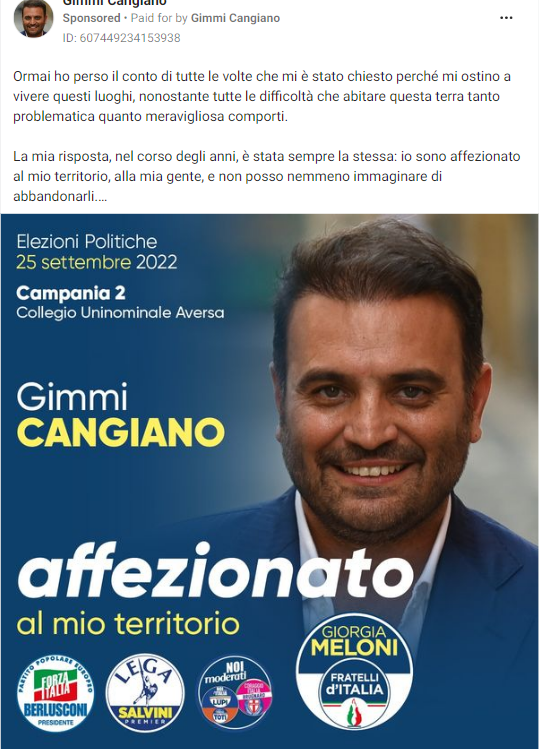 Gimmi Cangiano
Sponsored • Paid for by Gimmi Cangiano
ID: 607449234153938
Ormai ho perso il conto di tutte le volte che mi è stato chiesto perché mi ostino a
vivere questi luoghi, nonostante tutte le difficoltà che abitare questa terra tanto
problematica quanto meravigliosa comporti.
La mia risposta, nel corso degli anni, è stata sempre la stessa: io sono affezionato
al mio territorio, alla mia gente, e non posso nemmeno immaginare di
abbandonarli....
Elezioni Politiche
25 settembre 2022
Campania 2
Collegio Uninominale Aversa
Gimmi
CANGIANO
affezionato
al mio territorio
PARTITO POPOLARE EUROPEO
FORZA
ITALIA
BERLUSCONI
PRESIDENTE
LEGA
SALVINI
PREMIER
NOI
moderati
LUPI
TOTI
GIORGIA
MELONI
FRATELLI
d'ITALIA